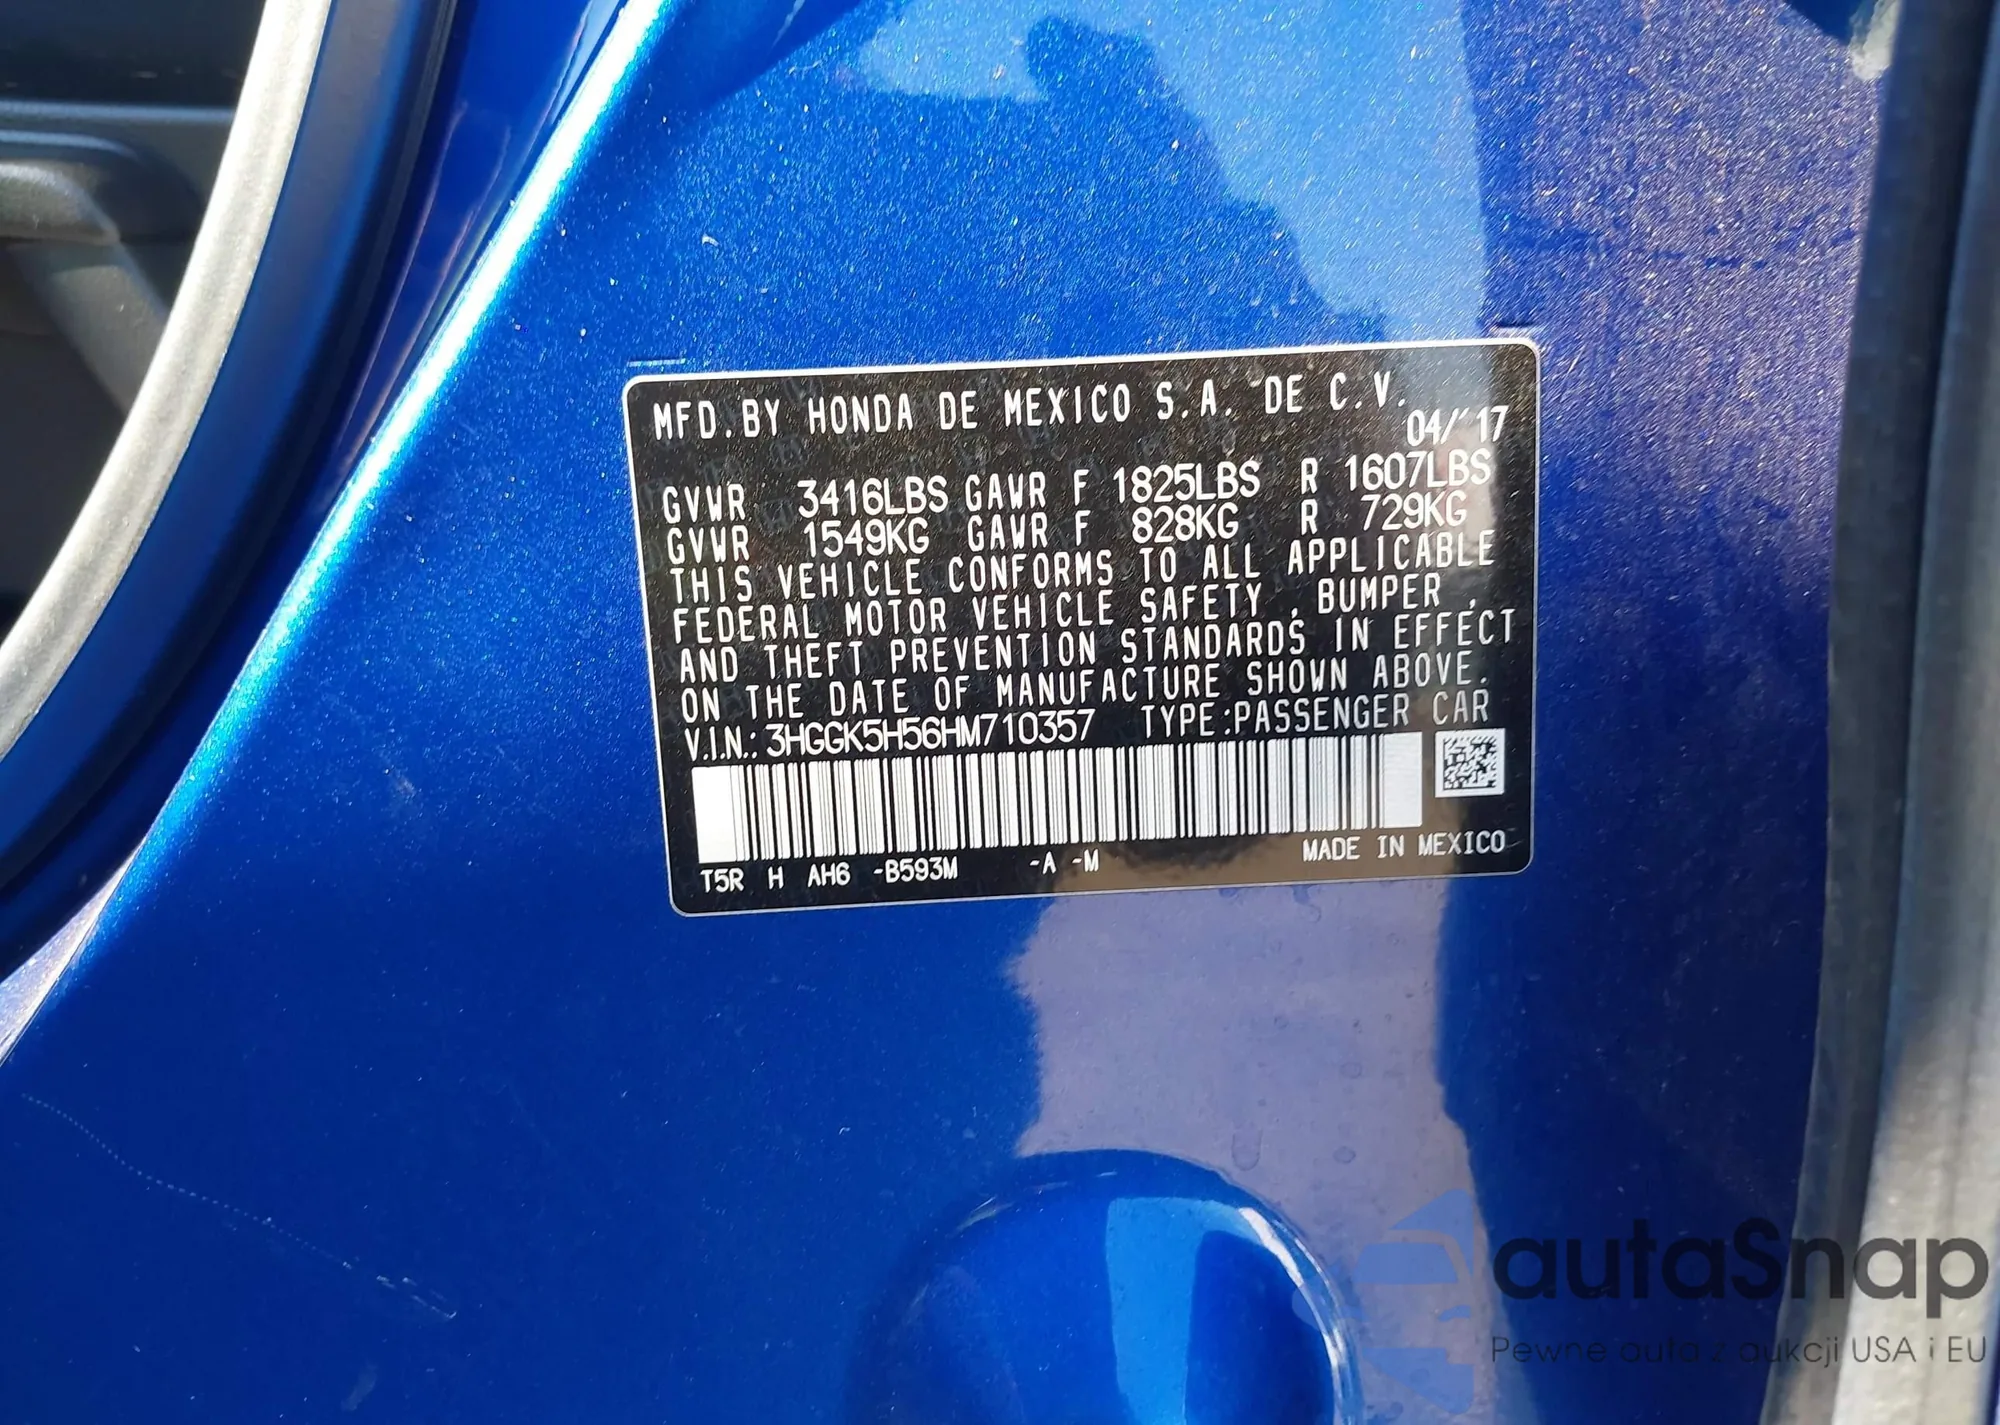 MFD. BY HONDA DE MEXICO S.A. DE C.V.
04/'17
GVWR 3416LBS GAWR F 1825LBS R 1607LBS
GVWR 1549KG GAWR F 828KG R 729KG
THIS VEHICLE CONFORMS TO ALL APPLICABLE
FEDERAL MOTOR VEHICLE SAFETY , BUMPER ,
AND THEFT PREVENTION STANDARDS IN EFFECT
ON THE DATE OF MANUFACTURE SHOWN ABOVE.
V.I.N.: 3HGGK5H56HM710357 TYPE:PASSENGER CAR
MADE IN MEXICO
T5R H AH6 -B593M -A -M
autaSnap
Pewne auta z aukcji USA i EU